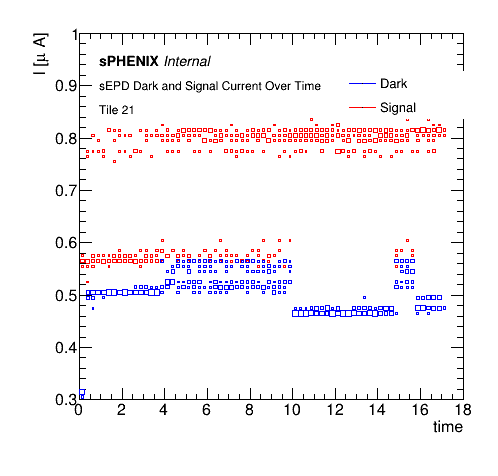 I [μ A]
1
sPHENIX Internal
sEPD Dark and Signal Current Over Time
Tile 21
Dark
Signal
0.9
0.8
0.7
0.6
0.5
0.4
0.3
0 2 4 6 8 10 12 14 16 18
time